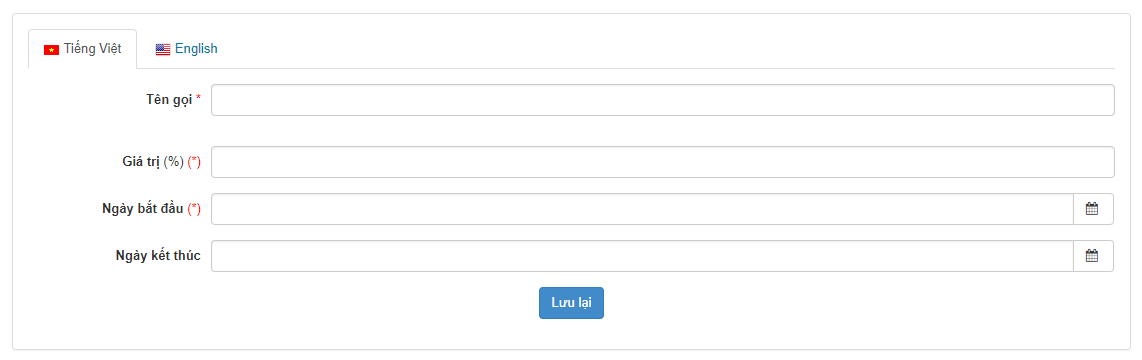 Tiếng Việt English
Tên gọi *
Giá trị (%) (*)
Ngày bắt đầu (*)
Ngày kết thúc
Lưu lại